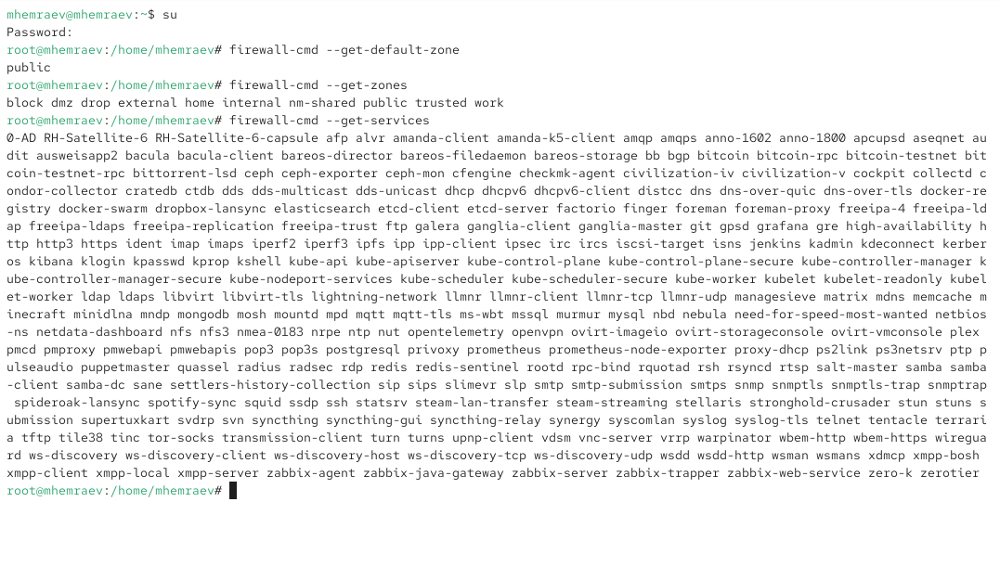 mhemraev@mhemraev:~$ su
Password:
root@mhemraev:/home/mhemraev# firewall-cmd --get-default-zone
public
root@mhemraev:/home/mhemraev# firewall-cmd --get-zones
block dmz drop external home internal nm-shared public trusted work
root@mhemraev:/home/mhemraev# firewall-cmd --get-services
0-AD RH-Satellite-6 RH-Satellite-6-capsule afp alvr amanda-client amanda-k5-client amqp amqps anno-1602 anno-1800 apcupsd aseqnet au
dit ausweisapp2 bacula bacula-client bareos-director bareos-filedaemon bareos-storage bb bgp bitcoin bitcoin-rpc bitcoin-testnet bit
coin-testnet-rpc bittorrent-lsd ceph ceph-exporter ceph-mon cfengine checkmk-agent civilization-iv civilization-v cockpit collectd c
ondor-collector cratedb ctdb dds dds-multicast dds-unicast dhcp dhcpv6 dhcpv6-client distcc dns dns-over-quic dns-over-tls docker-re
gistry docker-swarm dropbox-lansync elasticsearch etcd-client etcd-server factorio finger foreman foreman-proxy freeipa-4 freeipa-ld
ap freeipa-ldaps freeipa-replication freeipa-trust ftp galera ganglia-client ganglia-master git gpsd grafana gre high-availability h
ttp http3 https ident imap imaps iperf2 iperf3 ipfs ipp ipp-client ipsec irc ircs iscsi-target isns jenkins kadmin kdeconnect kerber
os kibana klogin kpasswd kprop kshell kube-api kube-apiserver kube-control-plane kube-control-plane-secure kube-controller-manager k
ube-controller-manager-secure kube-nodeport-services kube-scheduler kube-scheduler-secure kube-worker kubelet kubelet-readonly kubel
et-worker ldap ldaps libvirt libvirt-tls lightning-network llmnr llmnr-client llmnr-tcp llmnr-udp managesieve matrix mdns memcache m
inecraft minidlna mndp mongodb mosh mountd mpd mqtt mqtt-tls ms-wbt mssql murmur mysql nbd nebula need-for-speed-most-wanted netbios
-ns netdata-dashboard nfs nfs3 nmea-0183 nrpe ntp nut opentelemetry openvpn ovirt-imageio ovirt-storageconsole ovirt-vmconsole plex
pmcd pmproxy pmwebapi pmwebapis pop3 pop3s postgresql privoxy prometheus prometheus-node-exporter proxy-dhcp ps2link ps3netsrv ptp p
ulseaudio puppetmaster quassel radius radsec rdp redis redis-sentinel rootd rpc-bind rquotad rsh rsyncd rtsp salt-master samba samba
-client samba-dc sane settlers-history-collection sip sips slimevr slp smtp smtp-submission smtps snmp snmptls snmptls-trap snmptrap
 spideroak-lansync spotify-sync squid ssdp ssh statsrv steam-lan-transfer steam-streaming stellaris stronghold-crusader stun stuns s
ubmission supertuxkart svdrp svn syncthing syncthing-gui syncthing-relay synergy syscomlan syslog syslog-tls telnet tentacle terrari
a tftp tile38 tinc tor-socks transmission-client turn turns upnp-client vdsm vnc-server vrrp warpinator wbem-http wbem-https wiregua
rd ws-discovery ws-discovery-client ws-discovery-host ws-discovery-tcp ws-discovery-udp wsdd wsdd-http wsman wsmans xdmcp xmpp-bosh
xmpp-client xmpp-local xmpp-server zabbix-agent zabbix-java-gateway zabbix-server zabbix-trapper zabbix-web-service zero-k zerotier
root@mhemraev:/home/mhemraev#